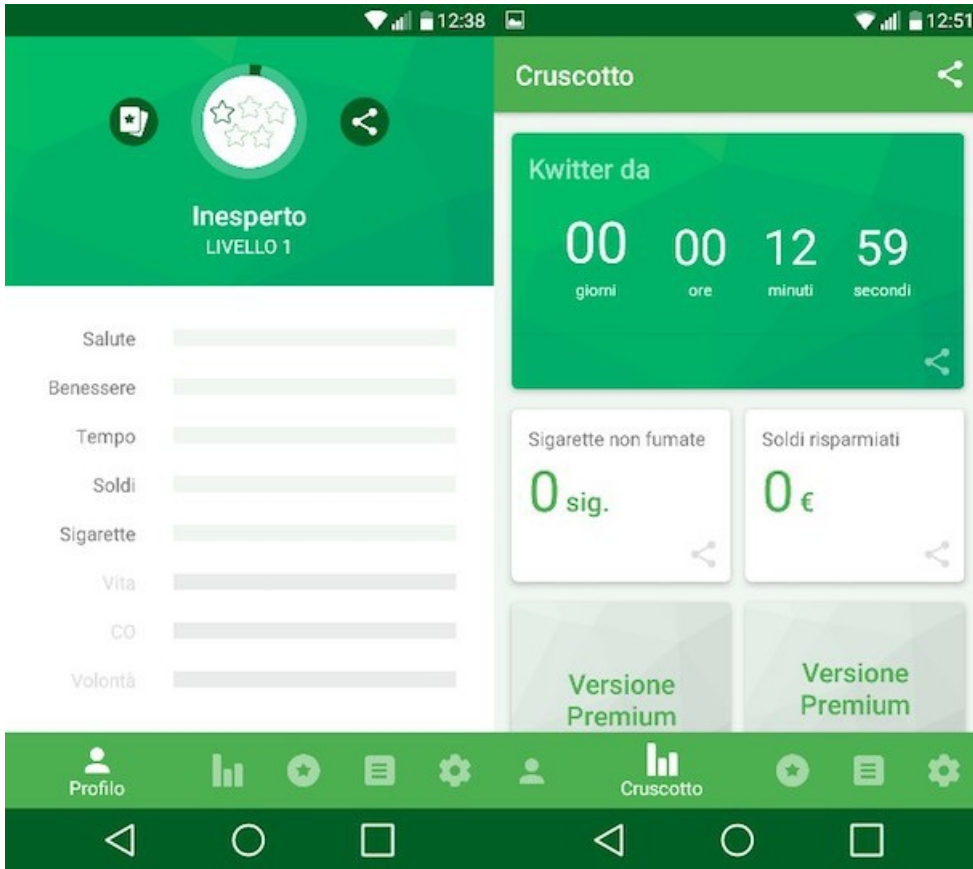 12:38
Inesperto
LIVELLO 1
Salute
Benessere
Tempo
Soldi
Sigarette
Vita
CO
Volontà
Profilo
12:51
Cruscotto
Kwitter da
00 00 12 59
giorni ore minuti secondi
Sigarette non fumate
0 sig.
Soldi risparmiati
0 €
Versione
Premium
Versione
Premium
Cruscotto